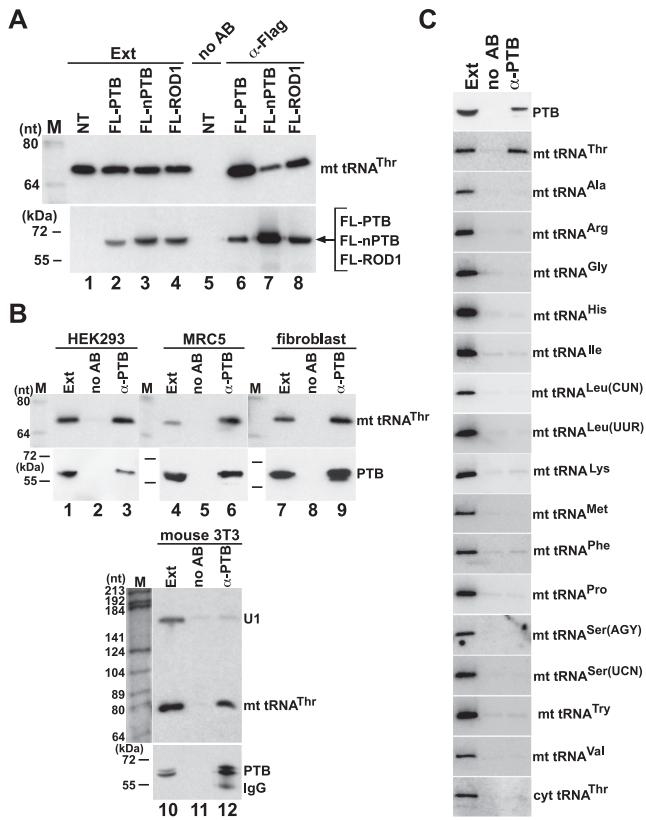 A
Ext
no AB
α-Flag
(nt) M NT FL-PTB FL-nPTB FL-ROD1 NT FL-PTB FL-nPTB FL-ROD1
80
64
mt tRNAThr
(kDa)
72
55
FL-PTB
FL-nPTB
FL-ROD1
1 2 3 4 5 6 7 8
B
HEK293 MRC5 fibroblast
(nt) M Ext no AB α-PTB M Ext no AB α-PTB M Ext no AB α-PTB
80
64
mt tRNAThr
72
(kDa)
55
PTB
1 2 3 4 5 6 7 8 9
mouse 3T3
(nt) M Ext no AB α-PTB
213
192
184
U1
141
124
104
89
80
mt tRNAThr
64
(kDa)
72
PTB
55
IgG
10 11 12
C
Ext no AB α-PTB
PTB
mt tRNAThr
mt tRNAAla
mt tRNAArg
mt tRNAGly
mt tRNAHis
mt tRNAIle
mt tRNALeu(CUN)
mt tRNALeu(UUR)
mt tRNALys
mt tRNAMet
mt tRNAPhe
mt tRNAPro
mt tRNASer(AGY)
mt tRNASer(UCN)
mt tRNATry
mt tRNAVal
cyt tRNAThr